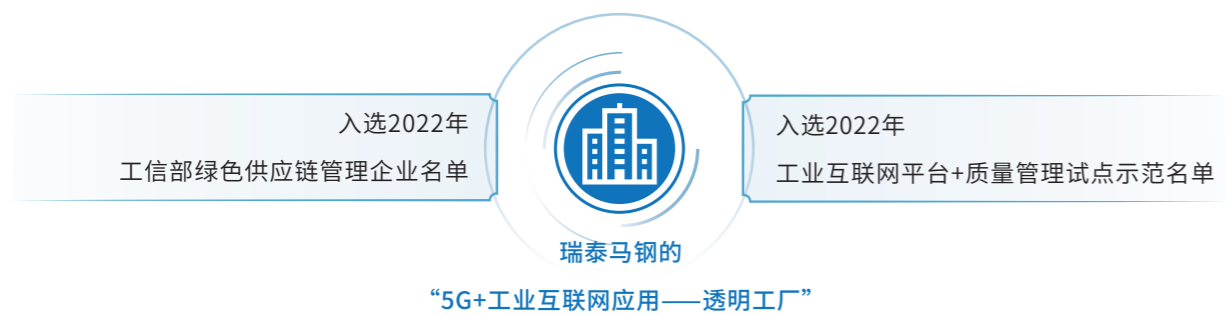 入选2022年
工信部绿色供应链管理企业名单
入选2022年
工业互联网平台+质量管理试点示范名单
瑞泰马钢的
“5G+工业互联网应用——透明工厂”